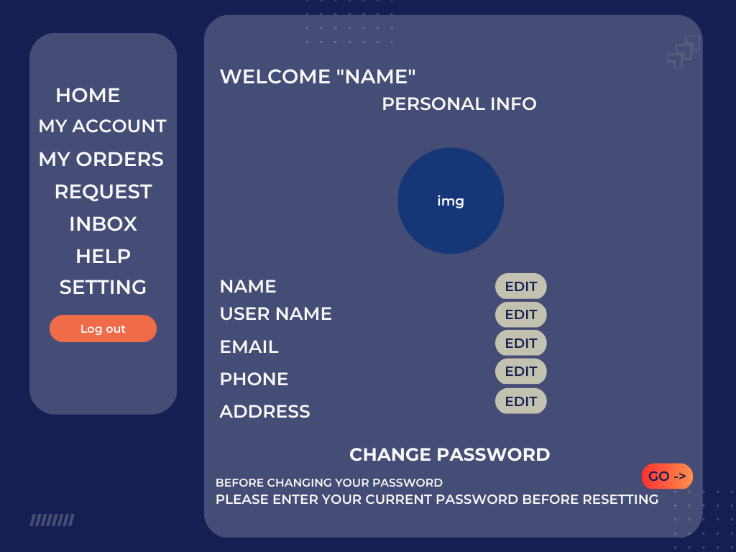 HOME
MY ACCOUNT
MY ORDERS
REQUEST
INBOX
HELP
SETTING
Log out
WELCOME "NAME"
PERSONAL INFO
img
NAME EDIT
USER NAME EDIT
EMAIL EDIT
PHONE EDIT
ADDRESS EDIT
CHANGE PASSWORD
GO ->
BEFORE CHANGING YOUR PASSWORD
PLEASE ENTER YOUR CURRENT PASSWORD BEFORE RESETTING